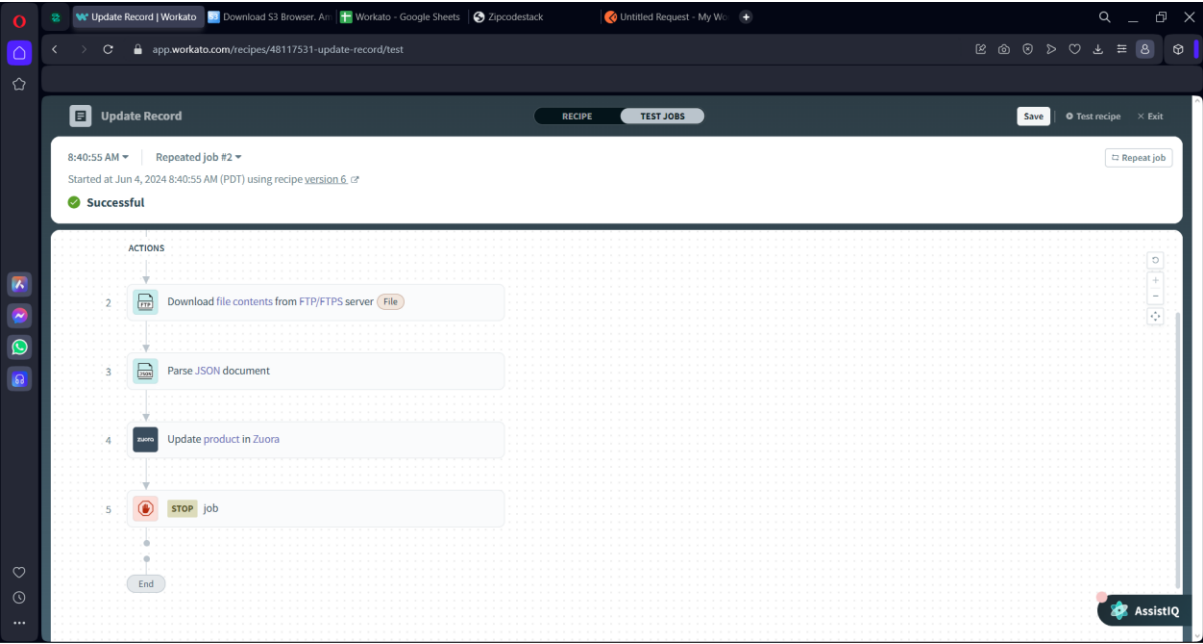 Update Record | Workato
Download S3 Browser. Am
Workato - Google Sheets
Zipcodestack
Untitled Request - My Wo
app.workato.com/recipes/48117531-update-record/test
Update Record
RECIPE
TEST JOBS
Save
Test recipe
Exit
8:40:55 AM
Repeated job #2
Repeat job
Started at Jun 4, 2024 8:40:55 AM (PDT) using recipe version 6
Successful
ACTIONS
2 FTP Download file contents from FTP/FTPS server File
3 JSON Parse JSON document
4 zuora Update product in Zuora
5 STOP job
End
AssistIQ